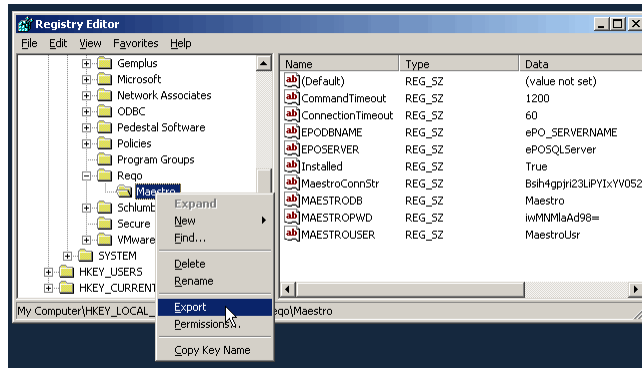 Registry Editor
File Edit View Favorites Help
Gemplus
Microsoft
Network Associates
ODBC
Pedestal Software
Policies
Program Groups
Reqo
Maestro
Schlumb
Secure
VMware
SYSTEM
HKEY_USERS
HKEY_CURRENT
Name Type Data
(Default) REG_SZ (value not set)
CommandTimeout REG_SZ 1200
ConnectionTimeout REG_SZ 60
EPODBNAME REG_SZ ePO_SERVERNAME
EPOSERVER REG_SZ ePOSQLServer
Installed REG_SZ True
MaestroConnStr REG_SZ Bsih4gpjri23LiPYIxYV052
MAESTRODB REG_SZ Maestro
MAESTROPWD REG_SZ iwMNMlaAd98=
MAESTROUSER REG_SZ MaestroUsr
Expand
New
Find...
Delete
Rename
Export
Permissions...
Copy Key Name
My Computer\HKEY_LOCAL_ eqo\Maestro